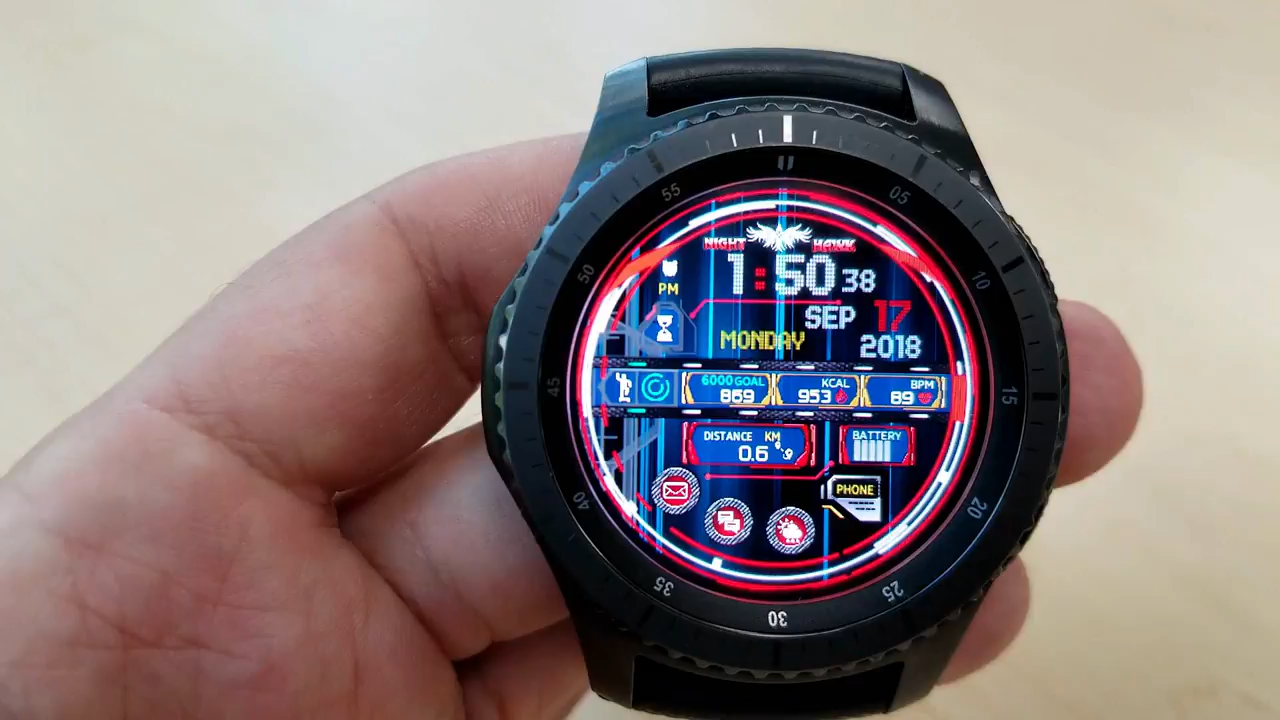 55
05
50
10
45
15
40
20
35
25
30
NIGHT HAWK
PM
1:50 38
SEP 17
MONDAY
2018
6000 GOAL
869
KCAL
953
BPM
89
DISTANCE KM
0.6
BATTERY
PHONE